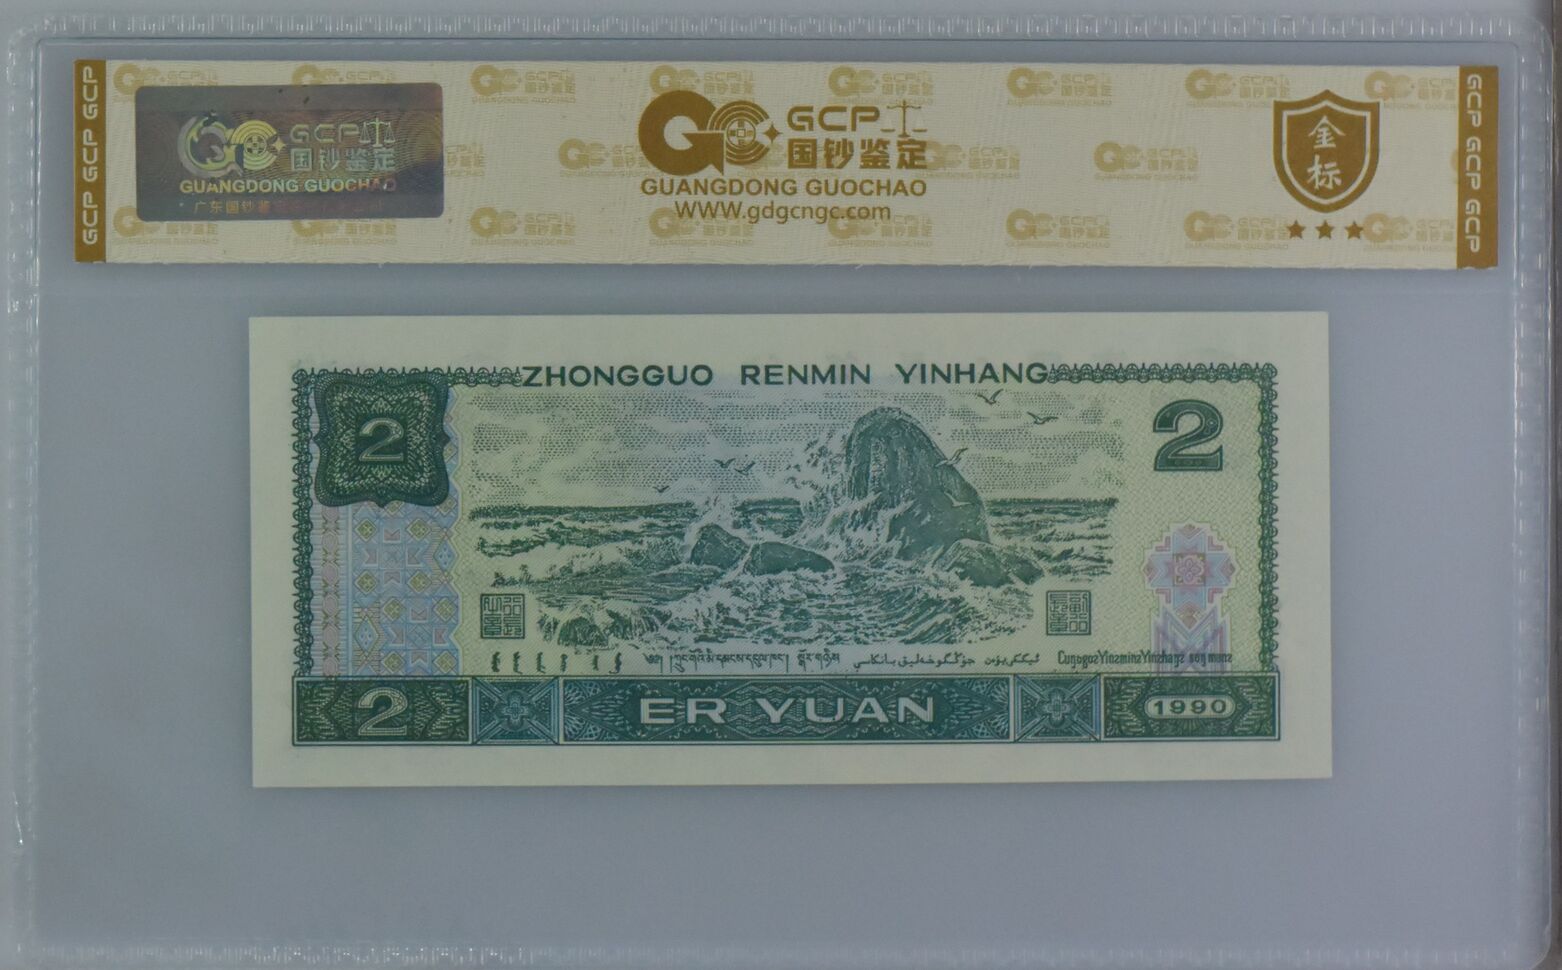 GCP GCP GCP
GCP
国钞鉴定
GUANGDONG GUOCHAO
广东国钞鉴定
GCP
国钞鉴定
GUANGDONG GUOCHAO
WWW.gdgcngc.com
金标
GCP GCP GCP
ZHONGGUO RENMIN YINHANG
2
2
2
ER YUAN
1990